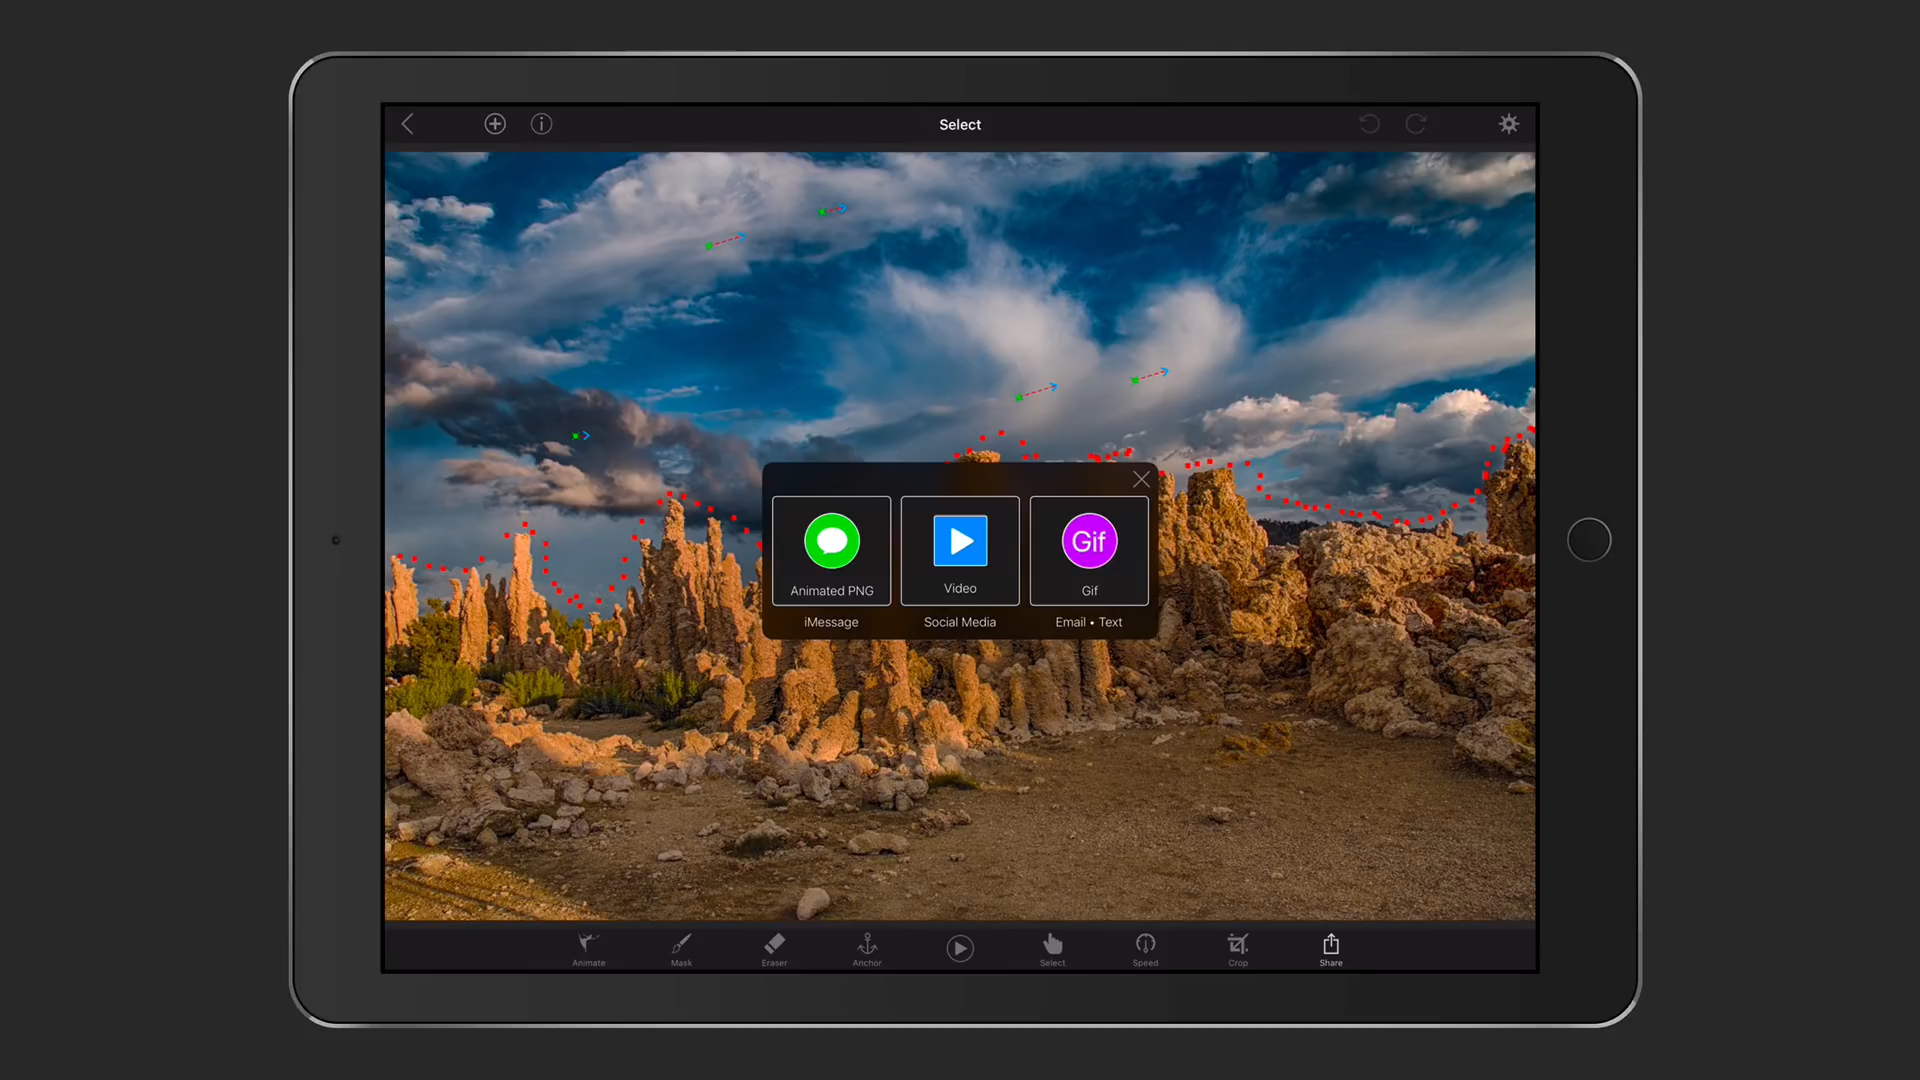 Select
Gif
Animated PNG
Video
Gif
iMessage
Social Media
Email • Text
Animate
Mask
Eraser
Anchor
Select
Speed
Crop
Share